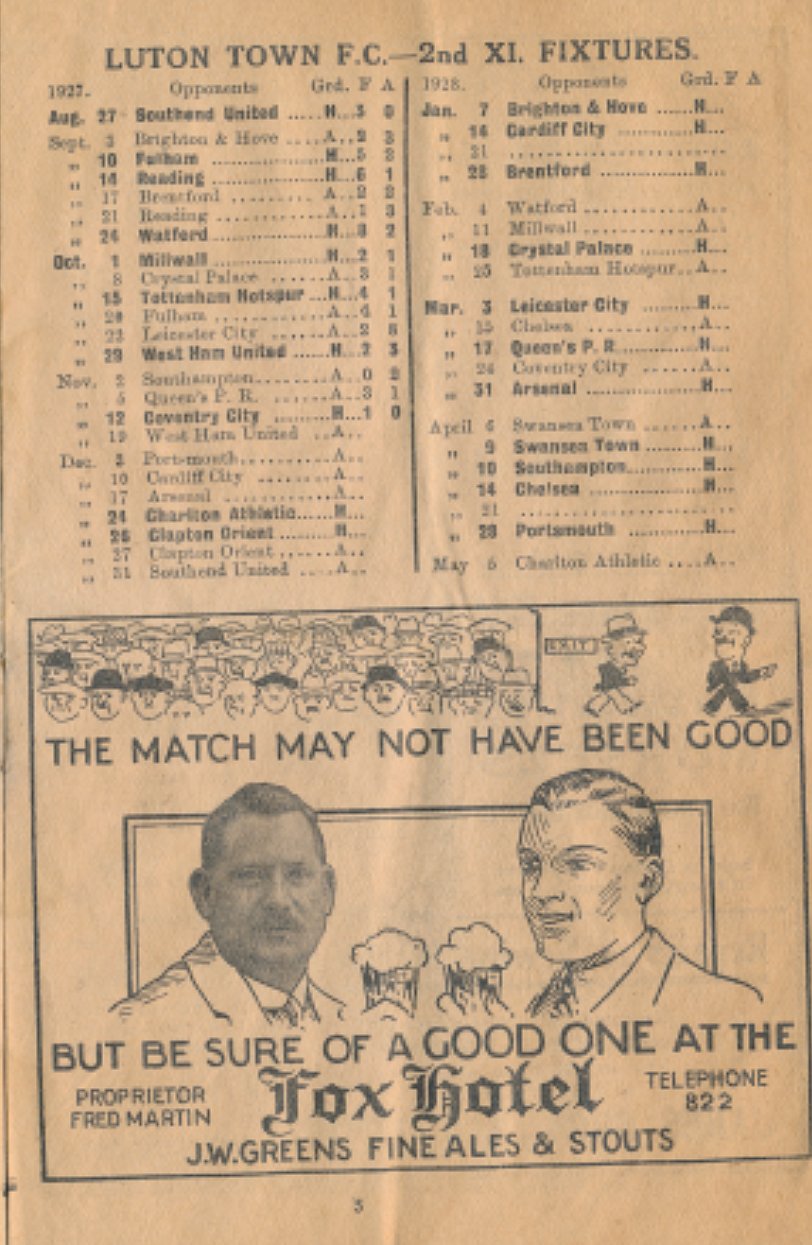 LUTON TOWN F.C.—2nd XI. FIXTURES.
1927. Opponents Grd. F A
Aug. 27 Southend United .....H... 0
Sept. 3 Brighton & Hove ....A..2 3
„ 10 Fulham ..................H...5 2
„ 14 Reading ..................H...6 1
„ 17 Brentford ......... A..2 2
„ 21 Reading ............A..1 3
„ 24 Watford..................H... 2
Oct. 1 Millwall ..................H...2 1
„ 8 Crystal Palace ......A..3 1
„ 15 Tottenham Hotspur ...H...4 1
„ Fulham ...............A..4 1
„ 22 Leicester City ......A..2
„ 29 West Ham United ......H...2 3
Nov. 2 Southampton........A..0 2
„ 5 Queen's P. R. ......A..3 1
„ 12 Coventry City .........H...1 0
„ 19 West Ham United ..A..
Dec. 3 Portsmouth..........A..
„ 10 Cardiff City ........A..
„ 17 Arsenal ............A..
„ 24 Charlton Athletic......H...
„ 26 Clapton Orient.........H...
„ 27 Clapton Orient......A..
„ 31 Southend United ....A..
1928. Opponents Grd. F A
Jan. 7 Brighton & Hove ......H...
„ 14 Cardiff City ............H...
„ 21 ........................
„ 28 Brentford ...............H...
Feb. 4 Watford ............A..
„ 11 Millwall ............A..
„ 18 Crystal Palace .........H...
„ 25 Tottenham Hotspur..A..
Mar. 3 Leicester City .........H...
„ Chelsea ............A..
„ 17 Queen's P. R...............H...
„ 24 Coventry City ......A..
„ 31 Arsenal ..................H...
April 6 Swansea Town ......A..
„ 9 Swansea Town .........H...
„ 10 Southampton............H...
„ 14 Chelsea ..................H...
„ 21 ........................
„ 28 Portsmouth ............H...
May 5 Charlton Athletic ....A..
EXIT
THE MATCH MAY NOT HAVE BEEN GOOD
BUT BE SURE OF A GOOD ONE AT THE
PROPRIETOR
FRED MARTIN
Fox Hotel
TELEPHONE
822
J.W.GREENS FINE ALES & STOUTS